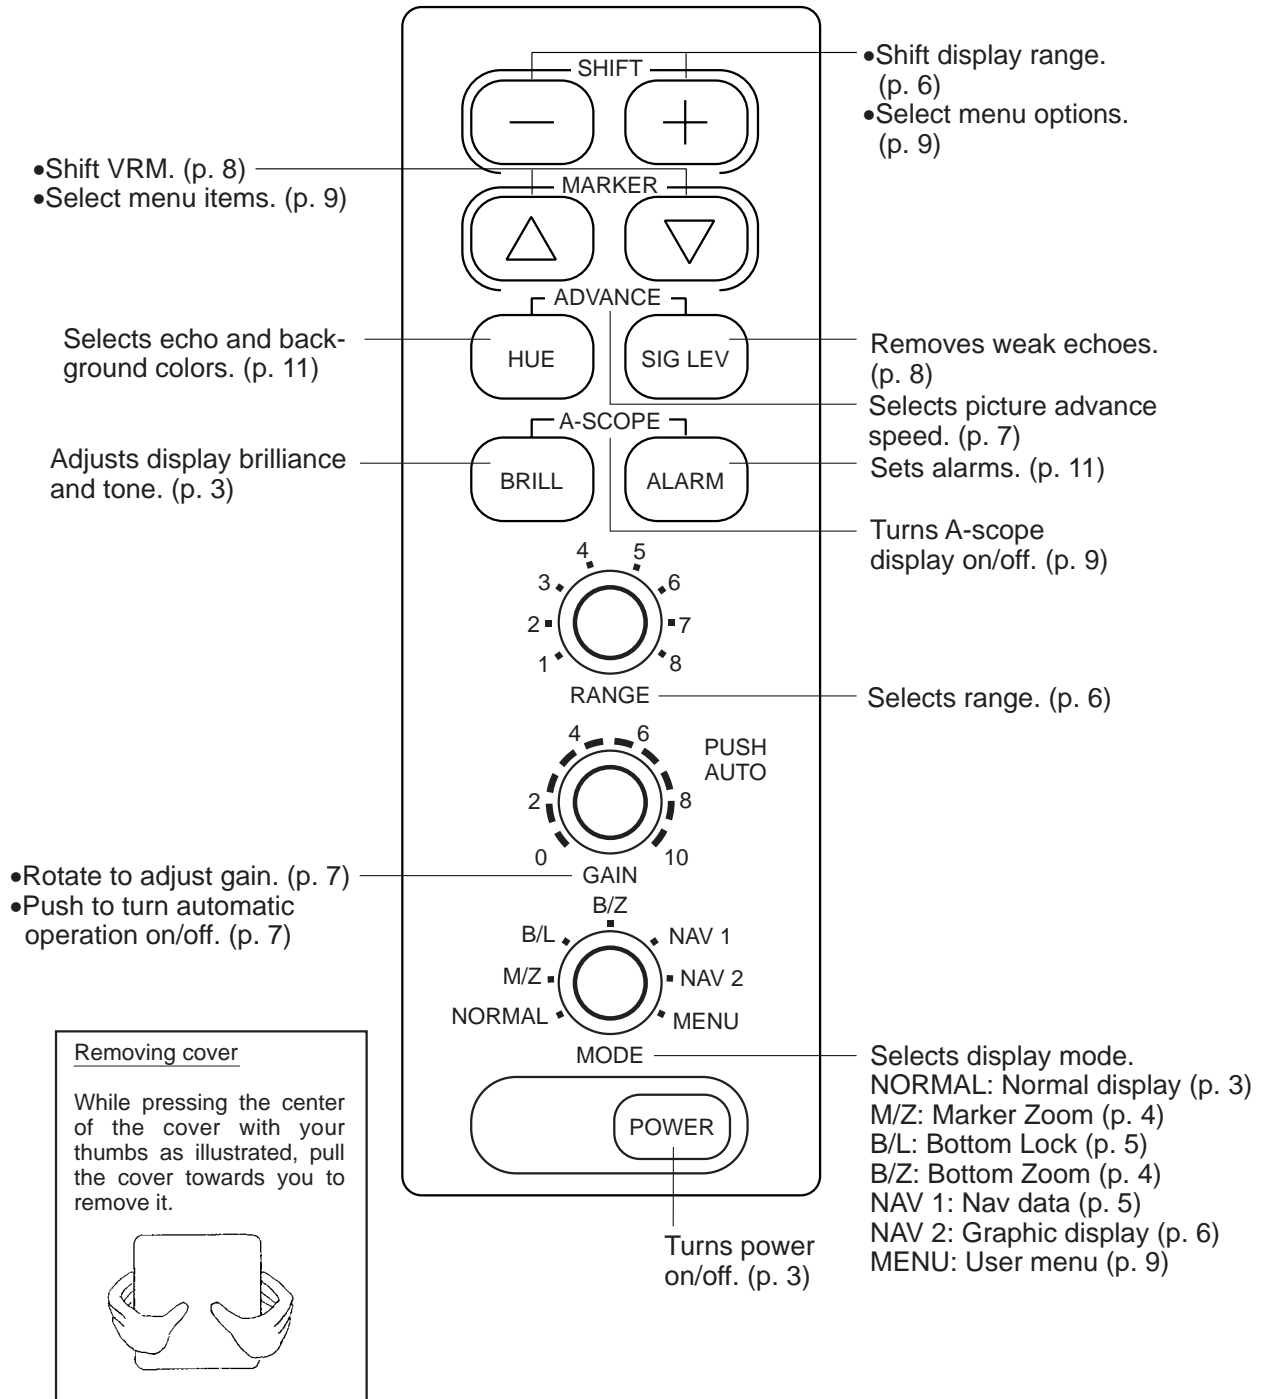 SHIFT
•Shift display range.
(p. 6)
•Select menu options.
(p. 9)
•Shift VRM. (p. 8)
•Select menu items. (p. 9)
MARKER
ADVANCE
Selects echo and back-
ground colors. (p. 11)
HUE
SIG LEV
Removes weak echoes.
(p. 8)
Selects picture advance
speed. (p. 7)
A-SCOPE
Adjusts display brilliance
and tone. (p. 3)
BRILL
ALARM
Sets alarms. (p. 11)
Turns A-scope
display on/off. (p. 9)
1
2
3
4
5
6
7
8
RANGE
Selects range. (p. 6)
0
2
4
6
8
10
PUSH
AUTO
GAIN
•Rotate to adjust gain. (p. 7)
•Push to turn automatic
operation on/off. (p. 7)
NORMAL
M/Z
B/L
B/Z
NAV 1
NAV 2
MENU
MODE
Selects display mode.
NORMAL: Normal display (p. 3)
M/Z: Marker Zoom (p. 4)
B/L: Bottom Lock (p. 5)
B/Z: Bottom Zoom (p. 4)
NAV 1: Nav data (p. 5)
NAV 2: Graphic display (p. 6)
MENU: User menu (p. 9)
POWER
Turns power
on/off. (p. 3)
Removing cover
While pressing the center
of the cover with your
thumbs as illustrated, pull
the cover towards you to
remove it.